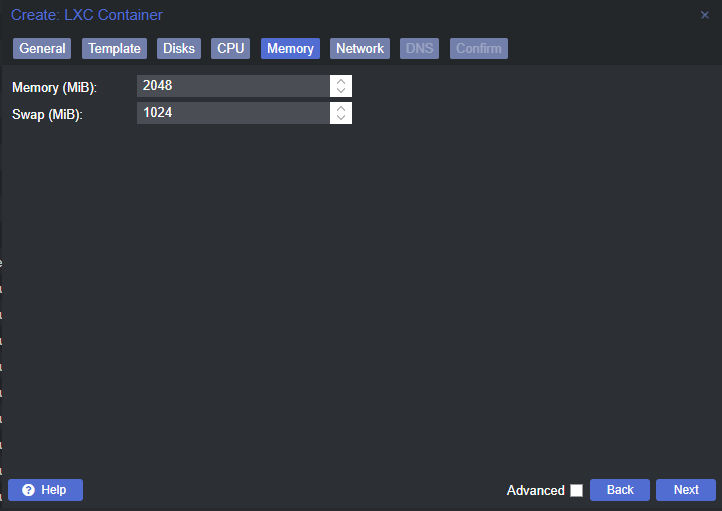 Create: LXC Container
General Template Disks CPU Memory Network DNS Confirm
Memory (MiB): 2048
Swap (MiB): 1024
Help Advanced Back Next